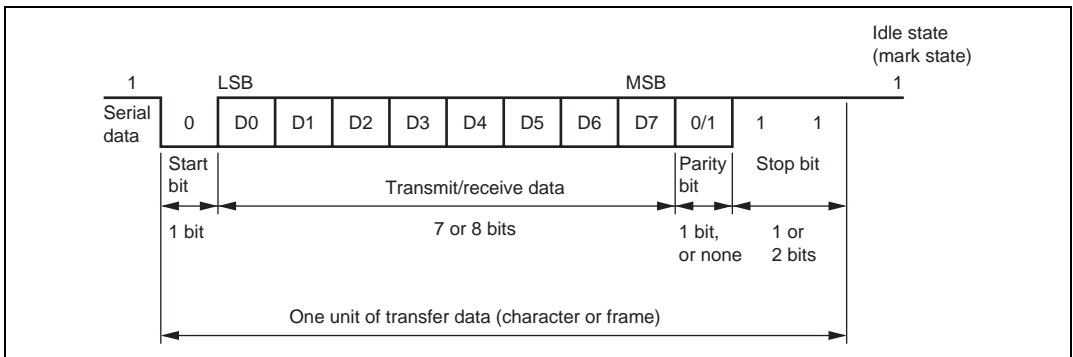 Idle state
(mark state)
1 LSB MSB 1
Serial
data
0 D0 D1 D2 D3 D4 D5 D6 D7 0/1 1 1
Start
bit
Transmit/receive data
Parity
bit
Stop bit
1 bit
7 or 8 bits
1 bit,
or none
1 or
2 bits
One unit of transfer data (character or frame)